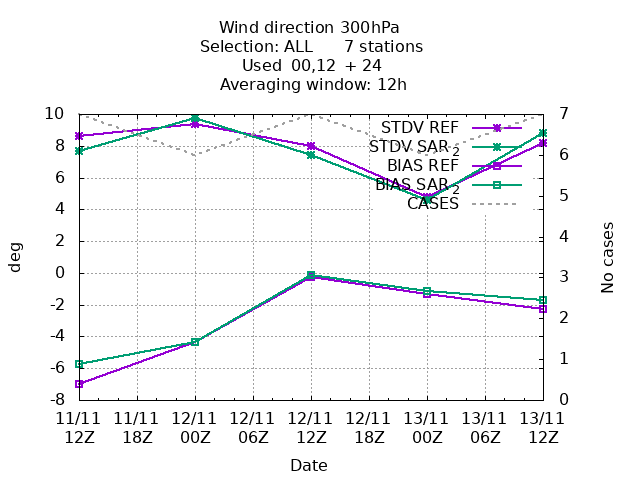 Wind direction 300hPa
Selection: ALL 7 stations
Used 00,12 + 24
Averaging window: 12h
10
8
6
4
2
0
-2
-4
-6
-8
deg
7
6
5
4
3
2
1
0
No cases
STDV REF
STDV SAR2
BIAS REF
BIAS SAR2
CASES
11/11 11/11 12/11 12/11 12/11 12/11 13/11 13/11 13/11
12Z 18Z 00Z 06Z 12Z 18Z 00Z 06Z 12Z
Date